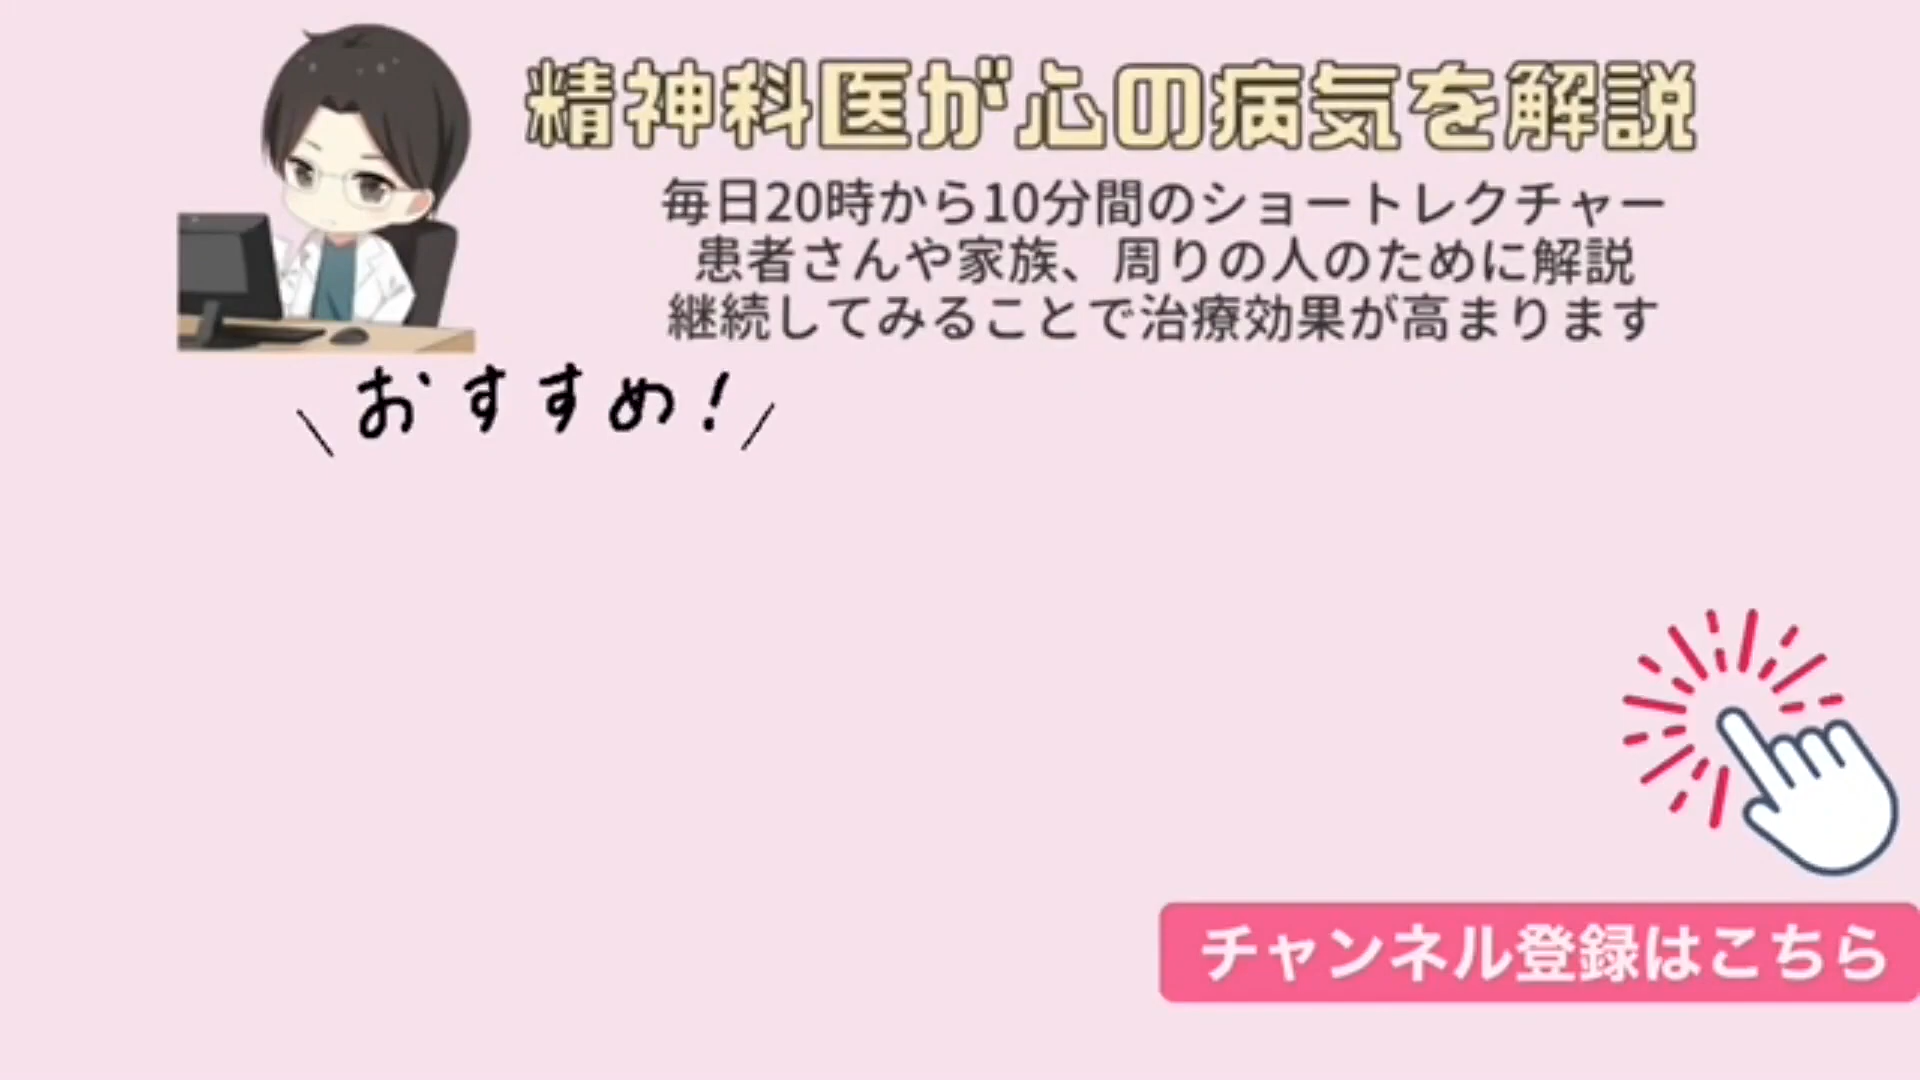 精神科医が心の病気を解説
毎日20時から10分間のショートレクチャー
患者さんや家族、周りの人のために解説
継続してみることで治療効果が高まります
おすすめ!
チャンネル登録はこちら